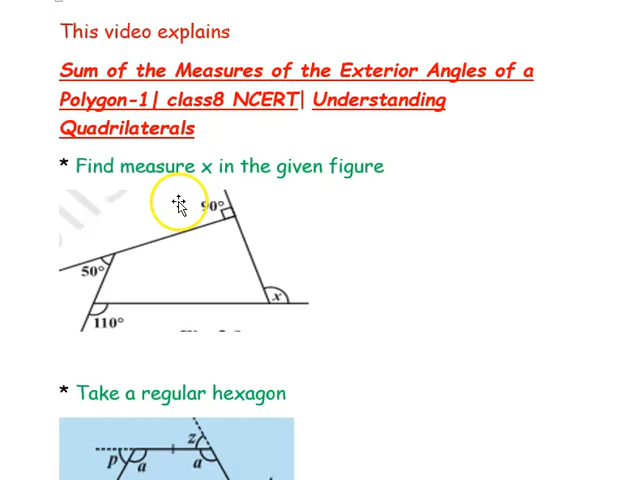 This video explains
Sum of the Measures of the Exterior Angles of a
Polygon-1| class8 NCERT| Understanding
Quadrilaterals
* Find measure x in the given figure
90°
50°
x
110°
* Take a regular hexagon
z
p a a